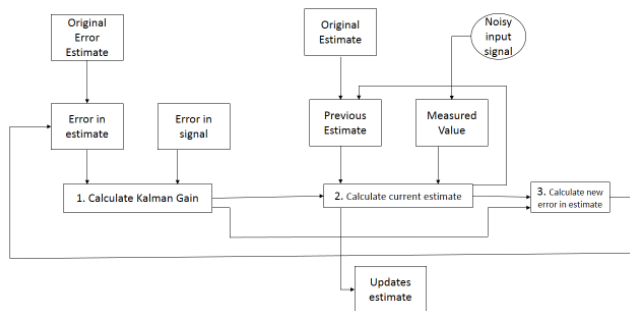 Original
Error
Estimate
Original
Estimate
Noisy
input
signal
Error in
estimate
Error in
signal
Previous
Estimate
Measured
Value
1. Calculate Kalman Gain
2. Calculate current estimate
3. Calculate new
error in estimate
Updates
estimate